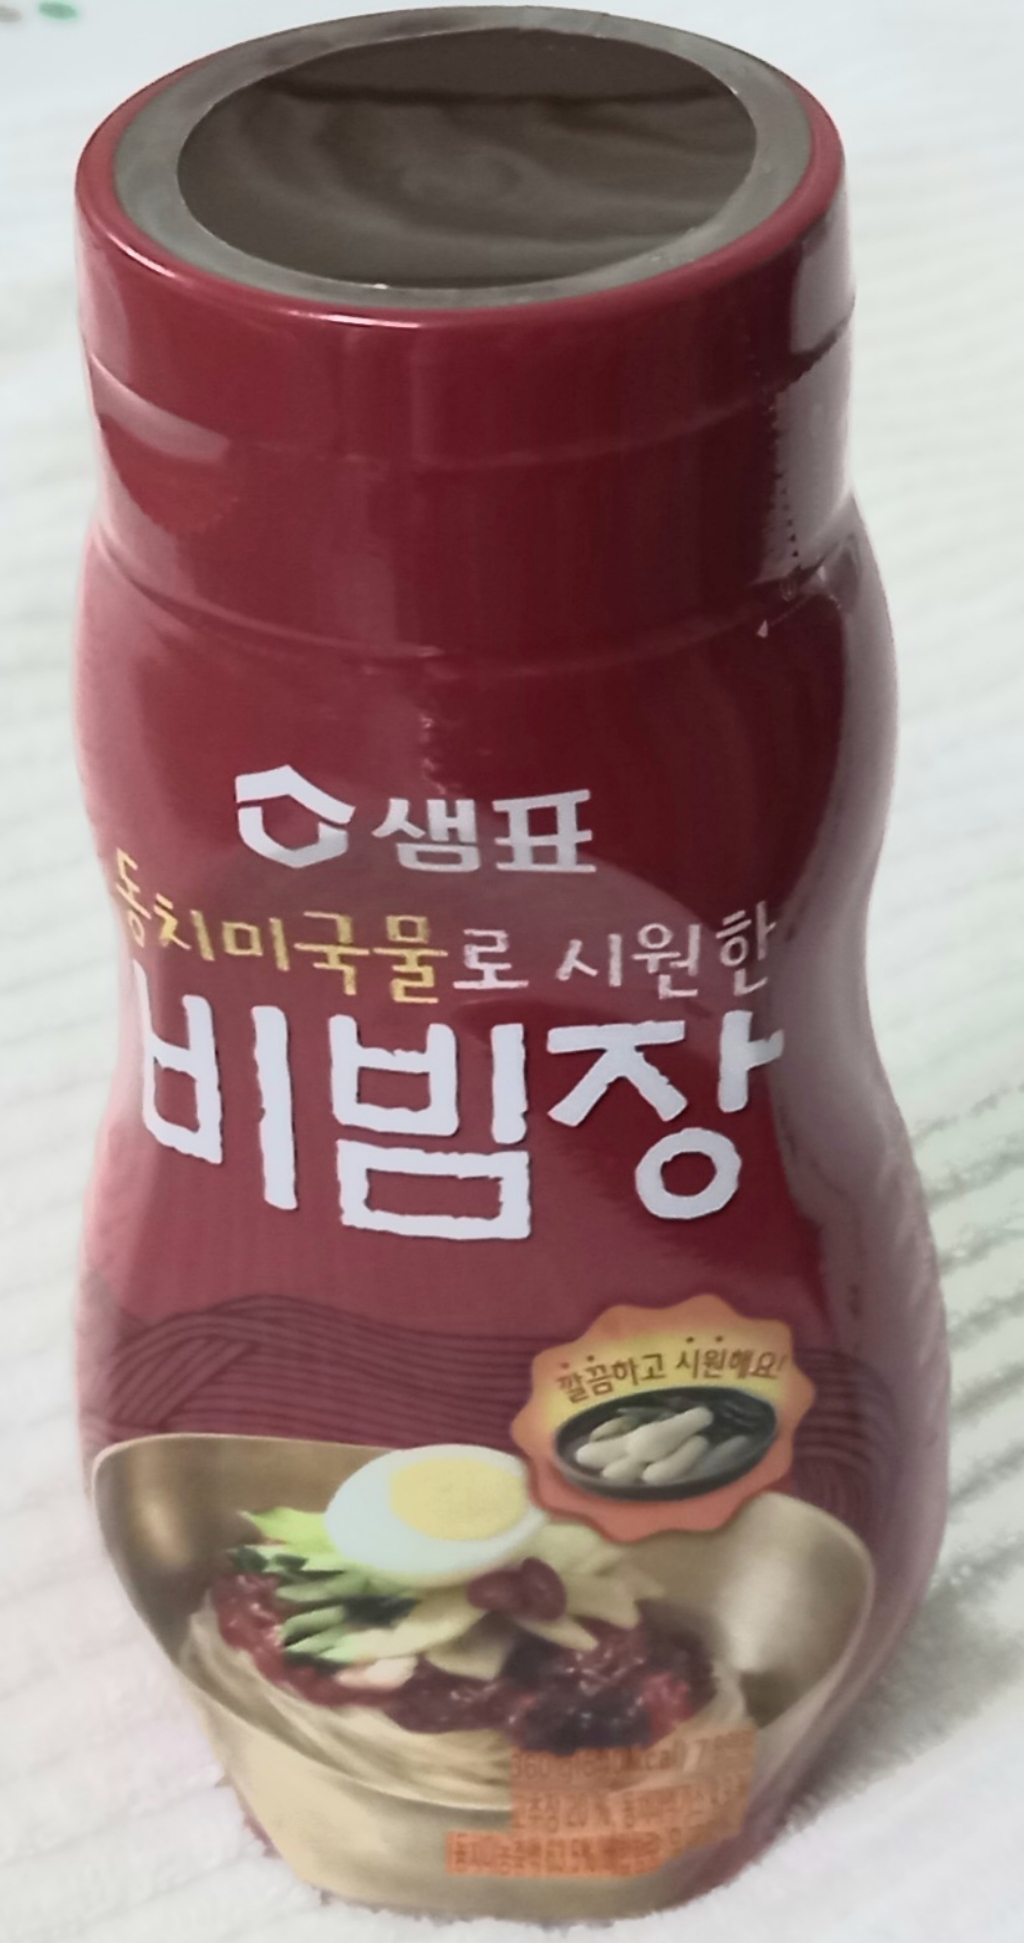 샘표
동치미국물로 시원한
비빔장
깔끔하고 시원해요!